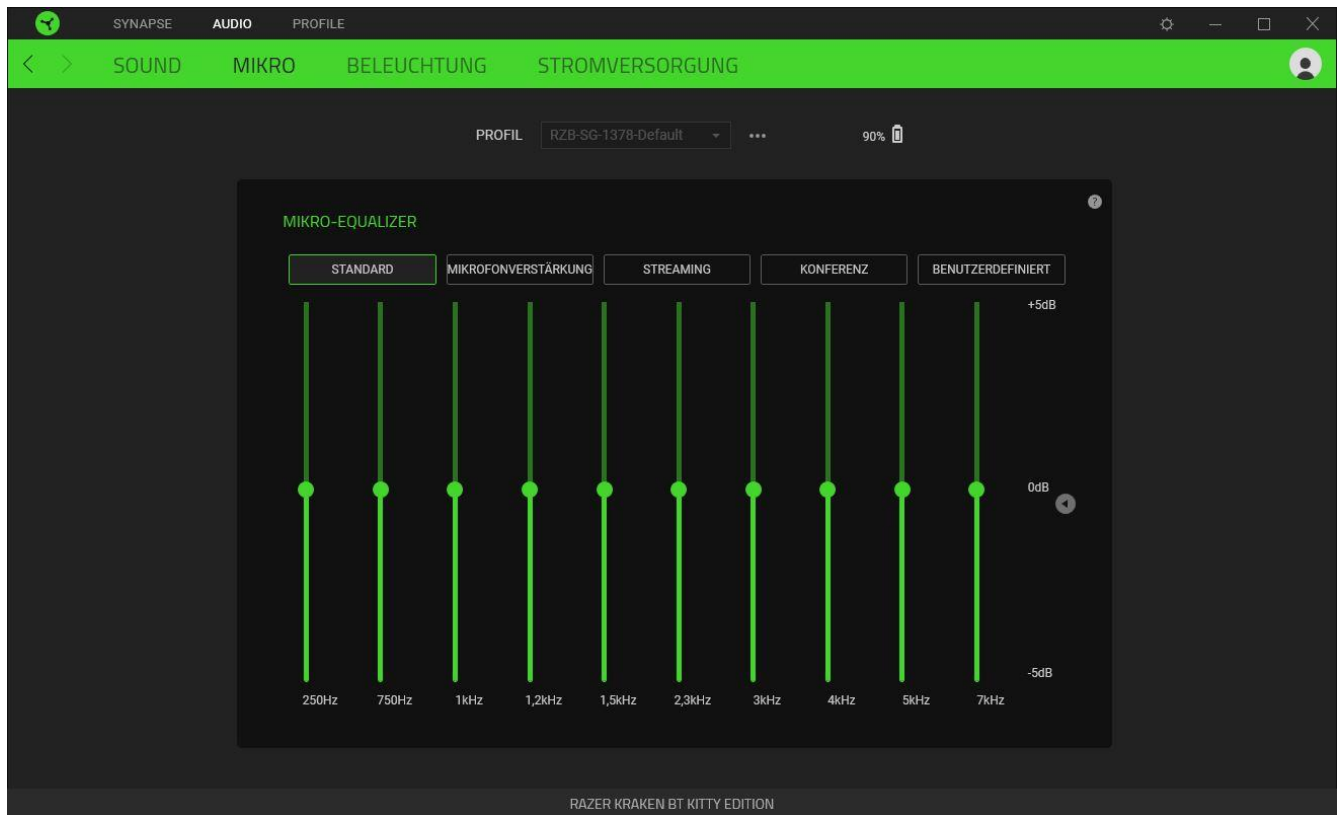 SYNAPSE AUDIO PROFILE
SOUND MIKRO BELEUCHTUNG STROMVERSORGUNG
PROFIL RZB-SG-1378-Default 90%
?
MIKRO-EQUALIZER
STANDARD MIKROFONVERSTÄRKUNG STREAMING KONFERENZ BENUTZERDEFINIERT
+5dB
0dB
-5dB
250Hz 750Hz 1kHz 1,2kHz 1,5kHz 2,3kHz 3kHz 4kHz 5kHz 7kHz
RAZER KRAKEN BT KITTY EDITION